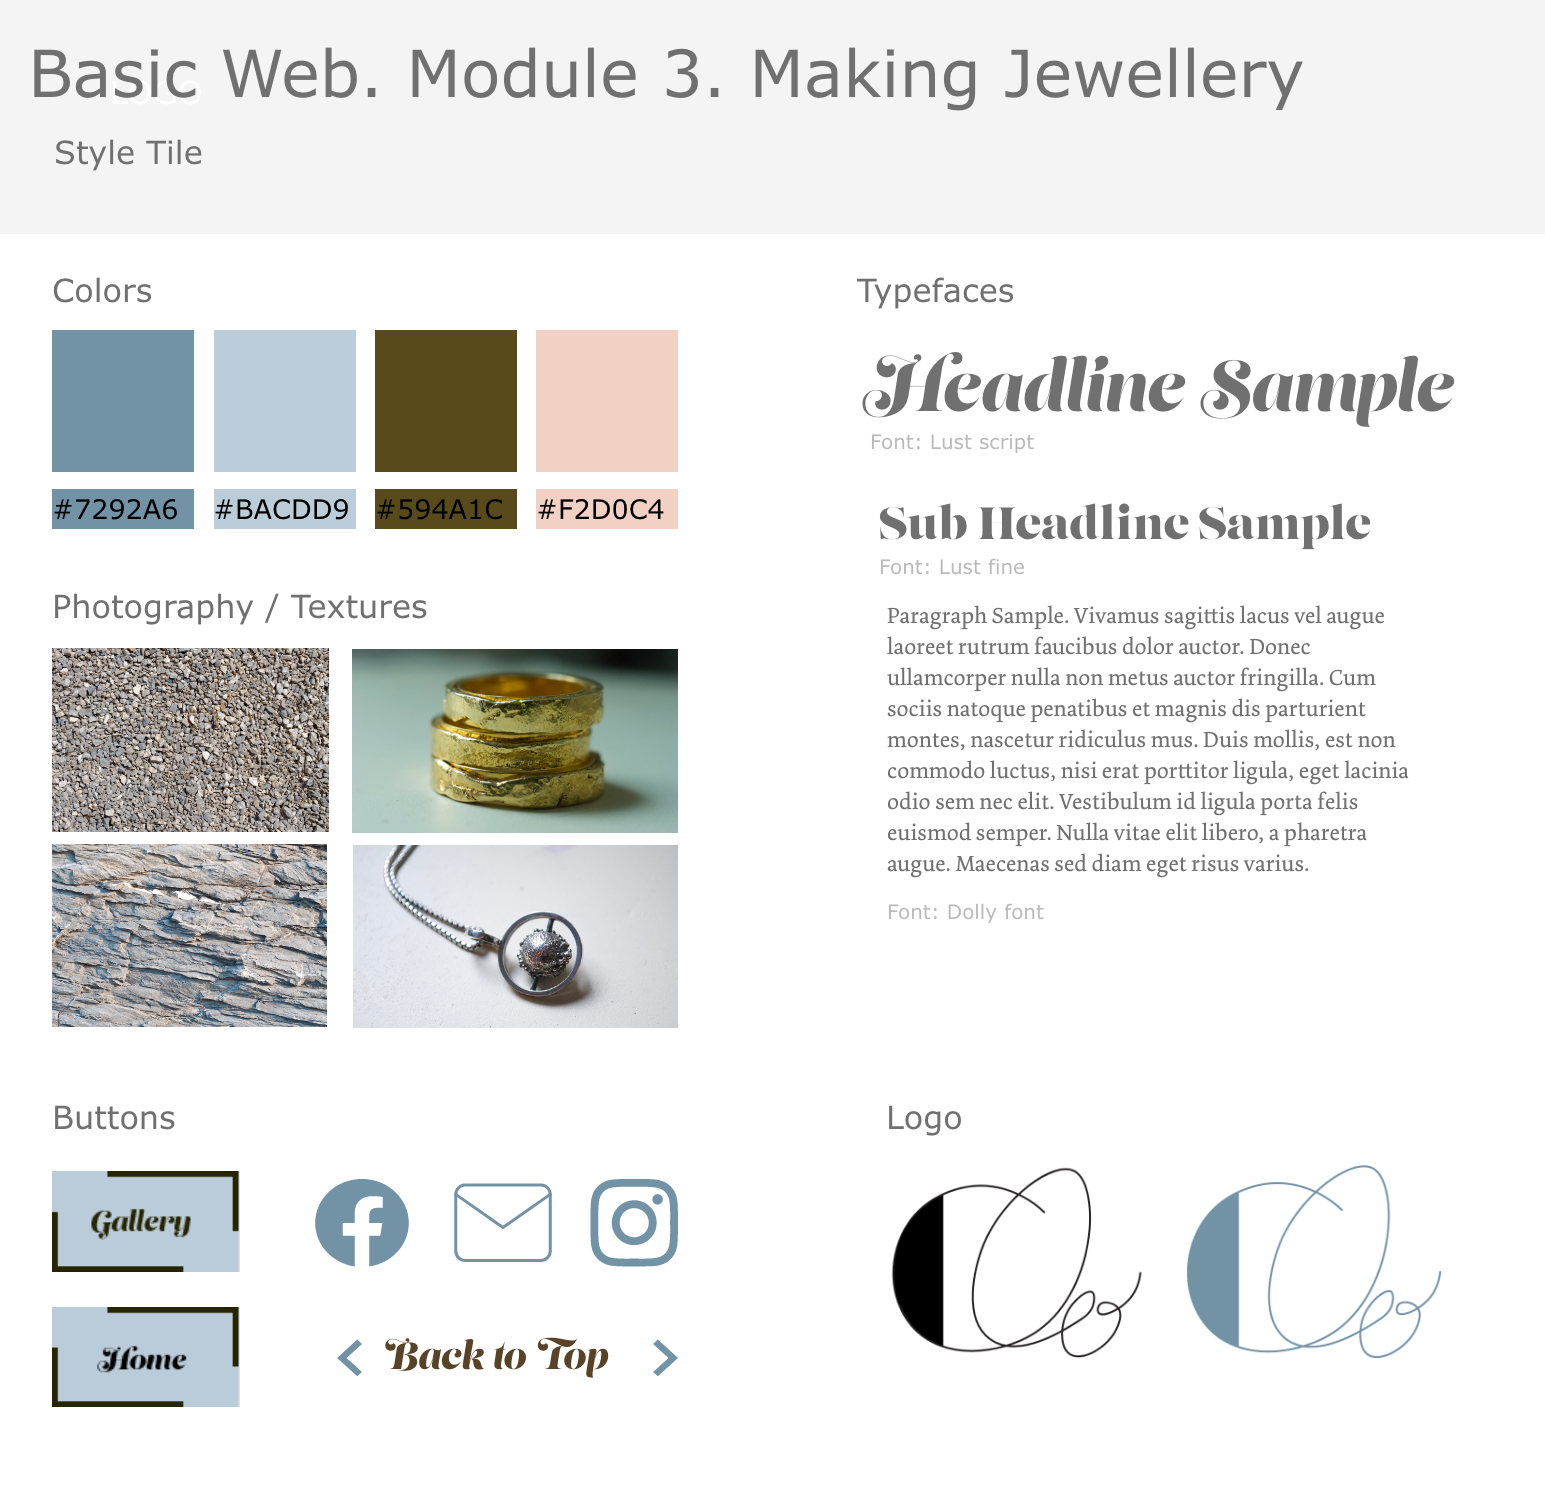 Basic Web. Module 3. Making Jewellery
LOGO
Style Tile
Colors
#7292A6
#BACDD9
#594A1C
#F2D0C4
Photography / Textures
Typefaces
Headline Sample
Font: Lust script
Sub Headline Sample
Font: Lust fine
Paragraph Sample. Vivamus sagittis lacus vel augue
laoreet rutrum faucibus dolor auctor. Donec
ullamcorper nulla non metus auctor fringilla. Cum
sociis natoque penatibus et magnis dis parturient
montes, nascetur ridiculus mus. Duis mollis, est non
commodo luctus, nisi erat porttitor ligula, eget lacinia
odio sem nec elit. Vestibulum id ligula porta felis
euismod semper. Nulla vitae elit libero, a pharetra
augue. Maecenas sed diam eget risus varius.
Font: Dolly font
Buttons
Gallery
Home
Back to Top
Logo